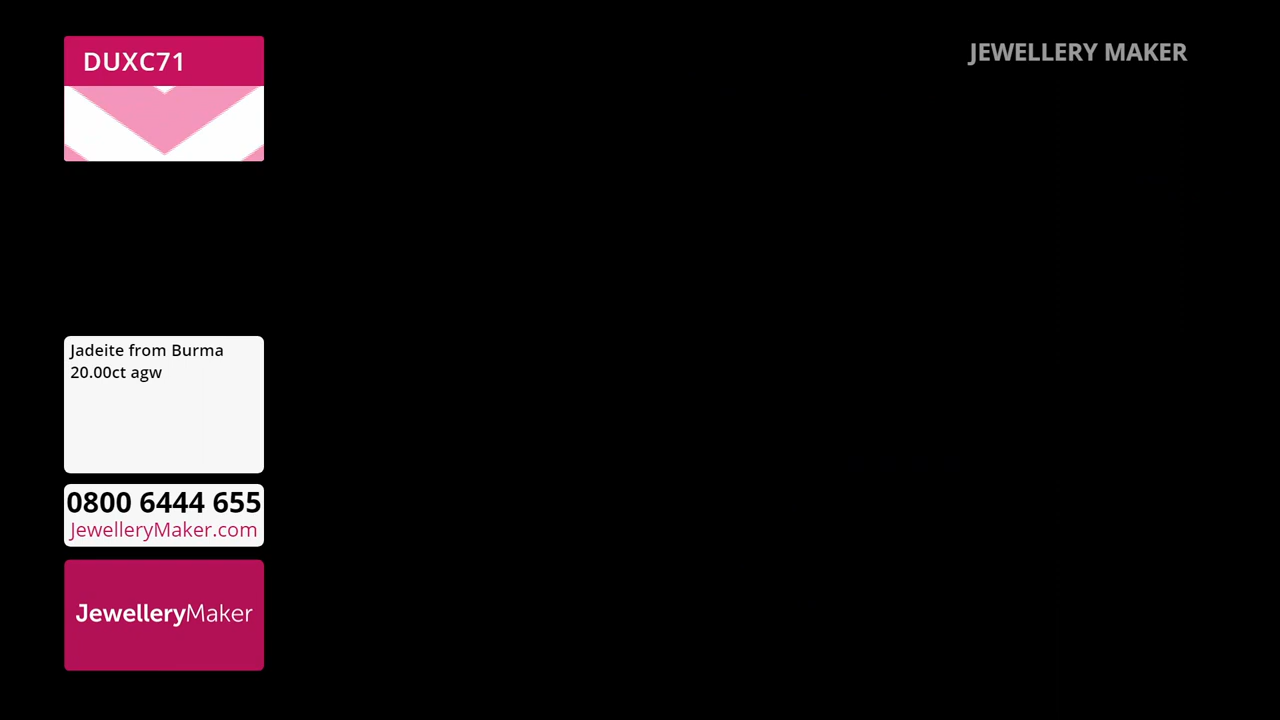 DUXC71
JEWELLERY MAKER
Jadeite from Burma
20.00ct agw
0800 6444 655
JewelleryMaker.com
JewelleryMaker